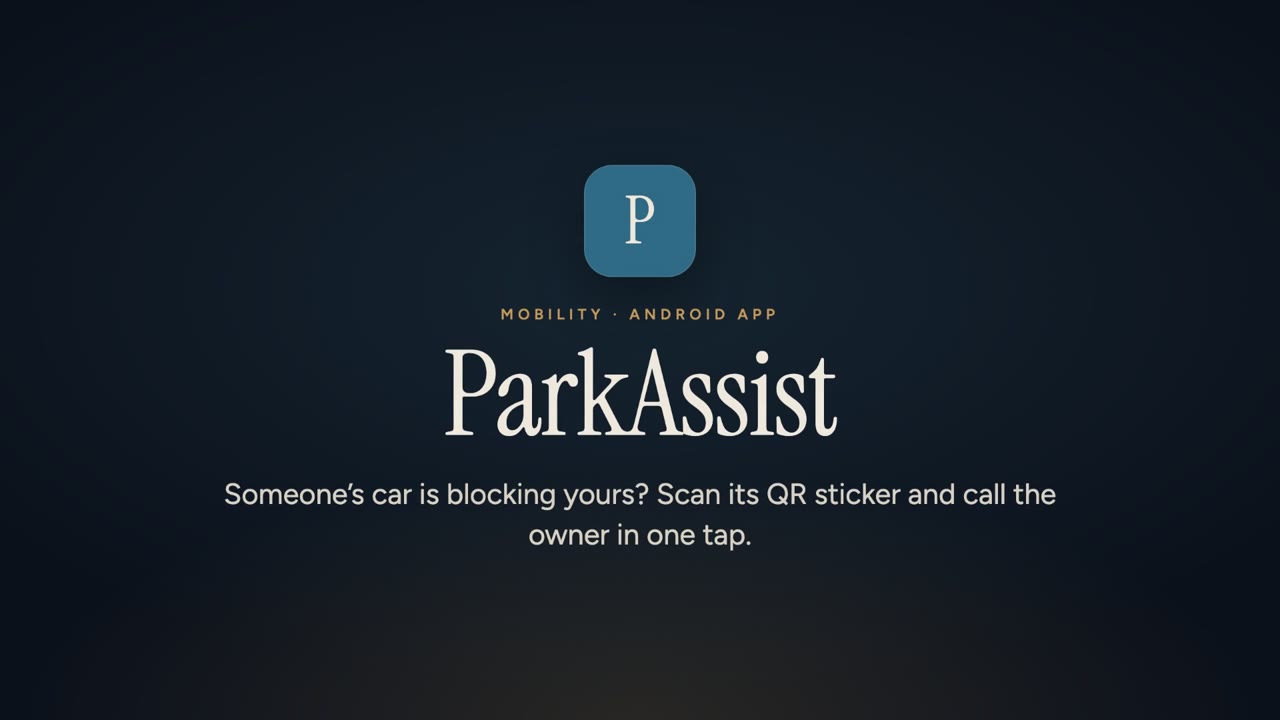 P
MOBILITY · ANDROID APP
ParkAssist
Someone’s car is blocking yours? Scan its QR sticker and call the
owner in one tap.